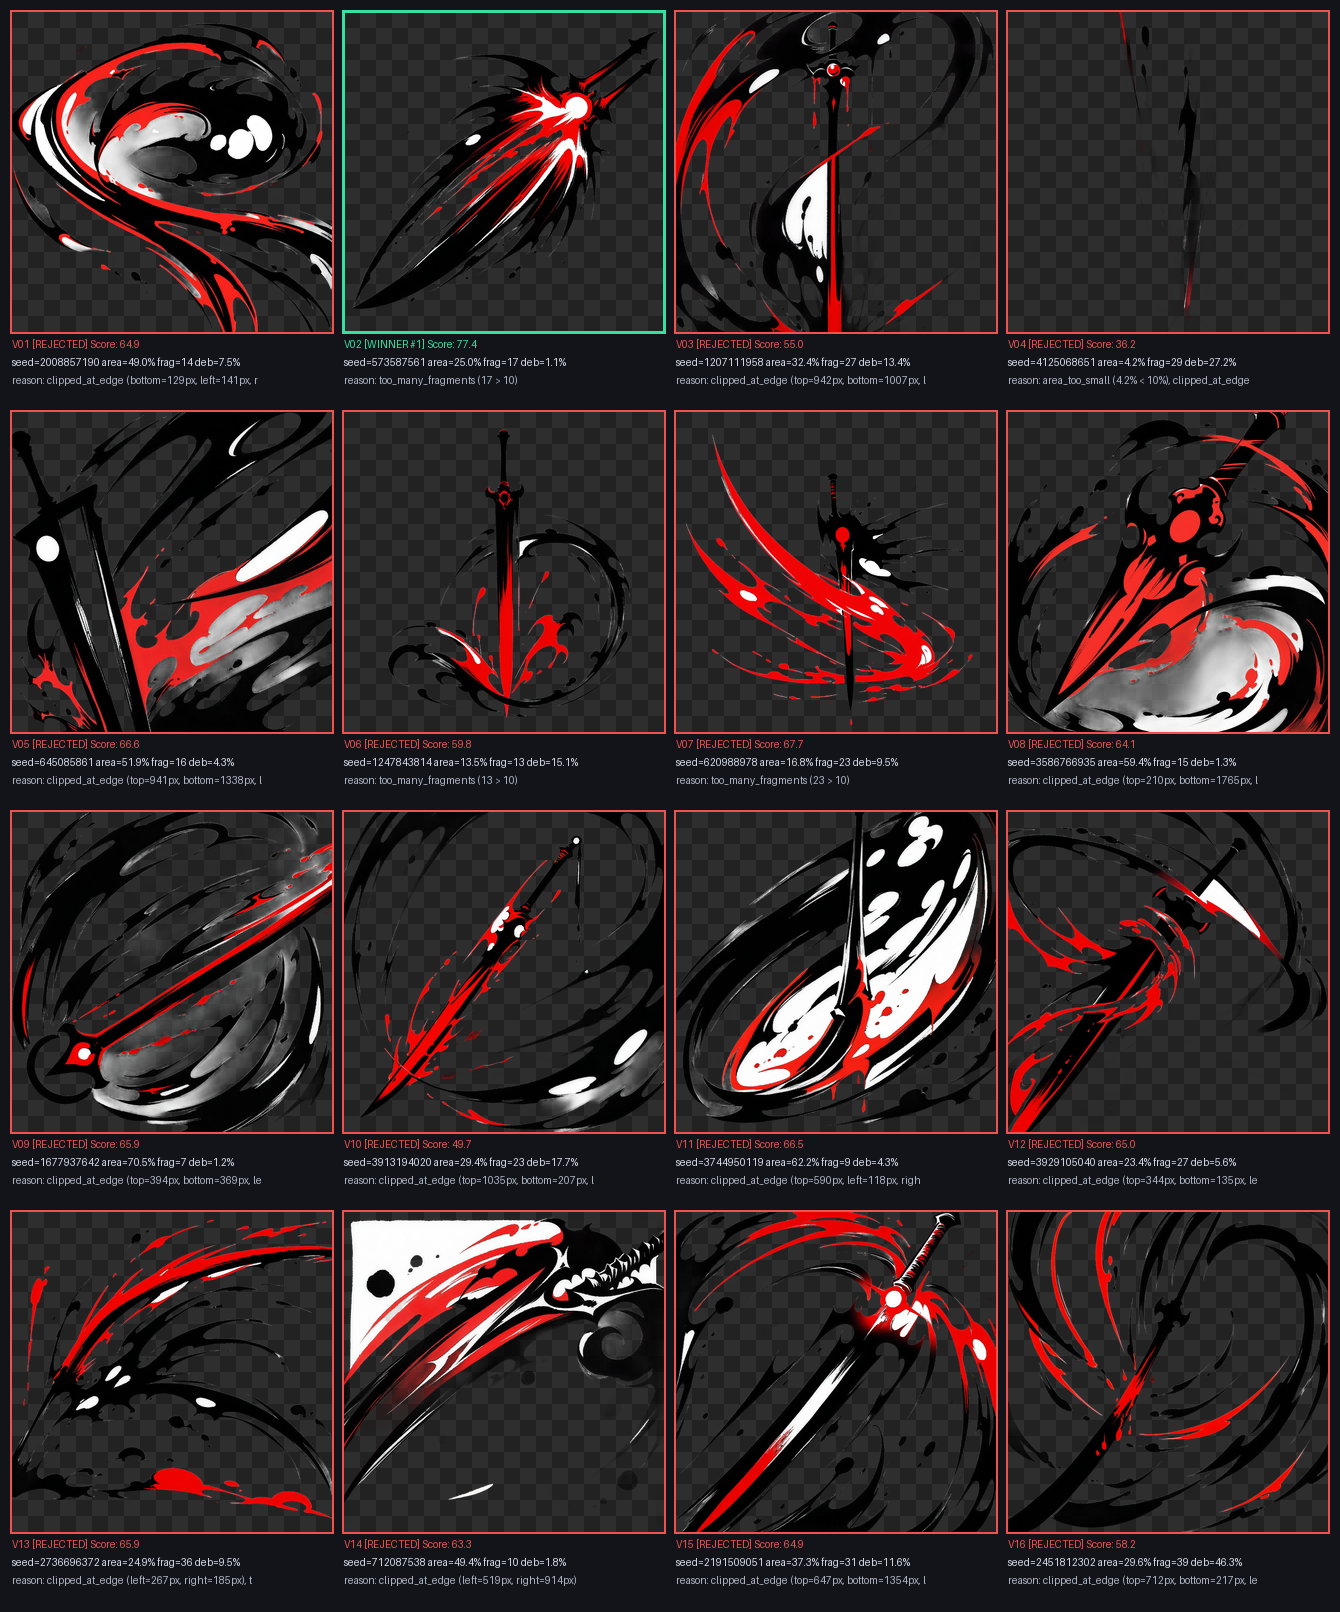 V01 [REJECTED] Score: 64.9
seed=2008857190 area=49.0% frag=14 deb=7.5%
reason: clipped_at_edge (bottom=129px, left=141px, r
V02 [WINNER #1] Score: 77.4
seed=573587561 area=25.0% frag=17 deb=1.1%
reason: too_many_fragments (17 > 10)
V03 [REJECTED] Score: 55.0
seed=1207111958 area=32.4% frag=27 deb=13.4%
reason: clipped_at_edge (top=942px, bottom=1007px, l
V04 [REJECTED] Score: 36.2
seed=4125068651 area=4.2% frag=29 deb=27.2%
reason: area_too_small (4.2% < 10%), clipped_at_edge
V05 [REJECTED] Score: 66.6
seed=645085861 area=51.9% frag=16 deb=4.3%
reason: clipped_at_edge (top=941px, bottom=1338px, l
V06 [REJECTED] Score: 59.8
seed=1247843814 area=13.5% frag=13 deb=15.1%
reason: too_many_fragments (13 > 10)
V07 [REJECTED] Score: 67.7
seed=620988978 area=16.8% frag=23 deb=9.5%
reason: too_many_fragments (23 > 10)
V08 [REJECTED] Score: 64.1
seed=3586766935 area=59.4% frag=15 deb=1.3%
reason: clipped_at_edge (top=210px, bottom=1765px, l
V09 [REJECTED] Score: 65.9
seed=1677937642 area=70.5% frag=7 deb=1.2%
reason: clipped_at_edge (top=394px, bottom=369px, le
V10 [REJECTED] Score: 49.7
seed=3913194020 area=29.4% frag=23 deb=17.7%
reason: clipped_at_edge (top=1035px, bottom=207px, l
V11 [REJECTED] Score: 66.5
seed=3744950119 area=62.2% frag=9 deb=4.3%
reason: clipped_at_edge (top=590px, left=118px, righ
V12 [REJECTED] Score: 65.0
seed=3929105040 area=23.4% frag=27 deb=5.6%
reason: clipped_at_edge (top=344px, bottom=135px, le
V13 [REJECTED] Score: 65.9
seed=2736696372 area=24.9% frag=36 deb=9.5%
reason: clipped_at_edge (left=267px, right=185px), t
V14 [REJECTED] Score: 63.3
seed=712087538 area=49.4% frag=10 deb=1.8%
reason: clipped_at_edge (left=519px, right=914px)
V15 [REJECTED] Score: 64.9
seed=2191509051 area=37.3% frag=31 deb=11.6%
reason: clipped_at_edge (top=647px, bottom=1354px, l
V16 [REJECTED] Score: 58.2
seed=2451812302 area=29.6% frag=39 deb=46.3%
reason: clipped_at_edge (top=712px, bottom=217px, le